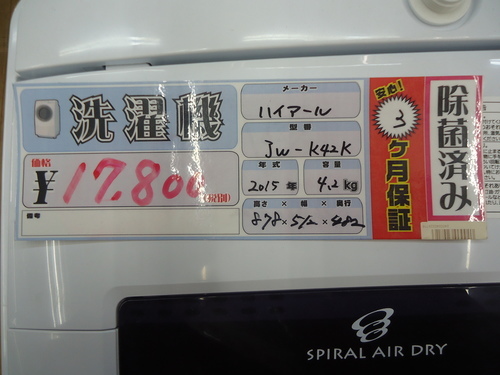 洗濯機
価格
¥17,800
(税別)
備考
メーカー
ハイアール
型番
JW-K42K
年式
2015年
容量
4.2kg
高さ×幅×奥行
878×512×482
安心!
3
ケ月保証
除菌済み
SPIRAL AIR DRY